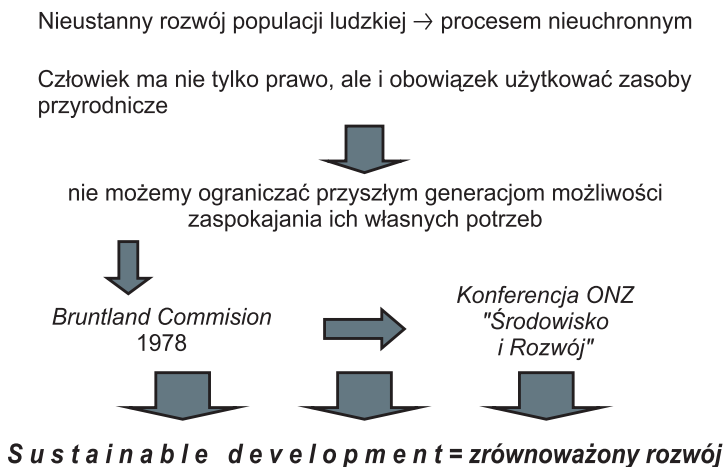 Nieustanny rozwój populacji ludzkiej → procesem nieuchronnym
Człowiek ma nie tylko prawo, ale i obowiązek użytkować zasoby
przyrodnicze
nie możemy ograniczać przyszłym generacjom możliwości
zaspokajania ich własnych potrzeb
Bruntland Commision
1978
Konferencja ONZ
"Środowisko
i Rozwój"
Sustainable development = zrównoważony rozwój